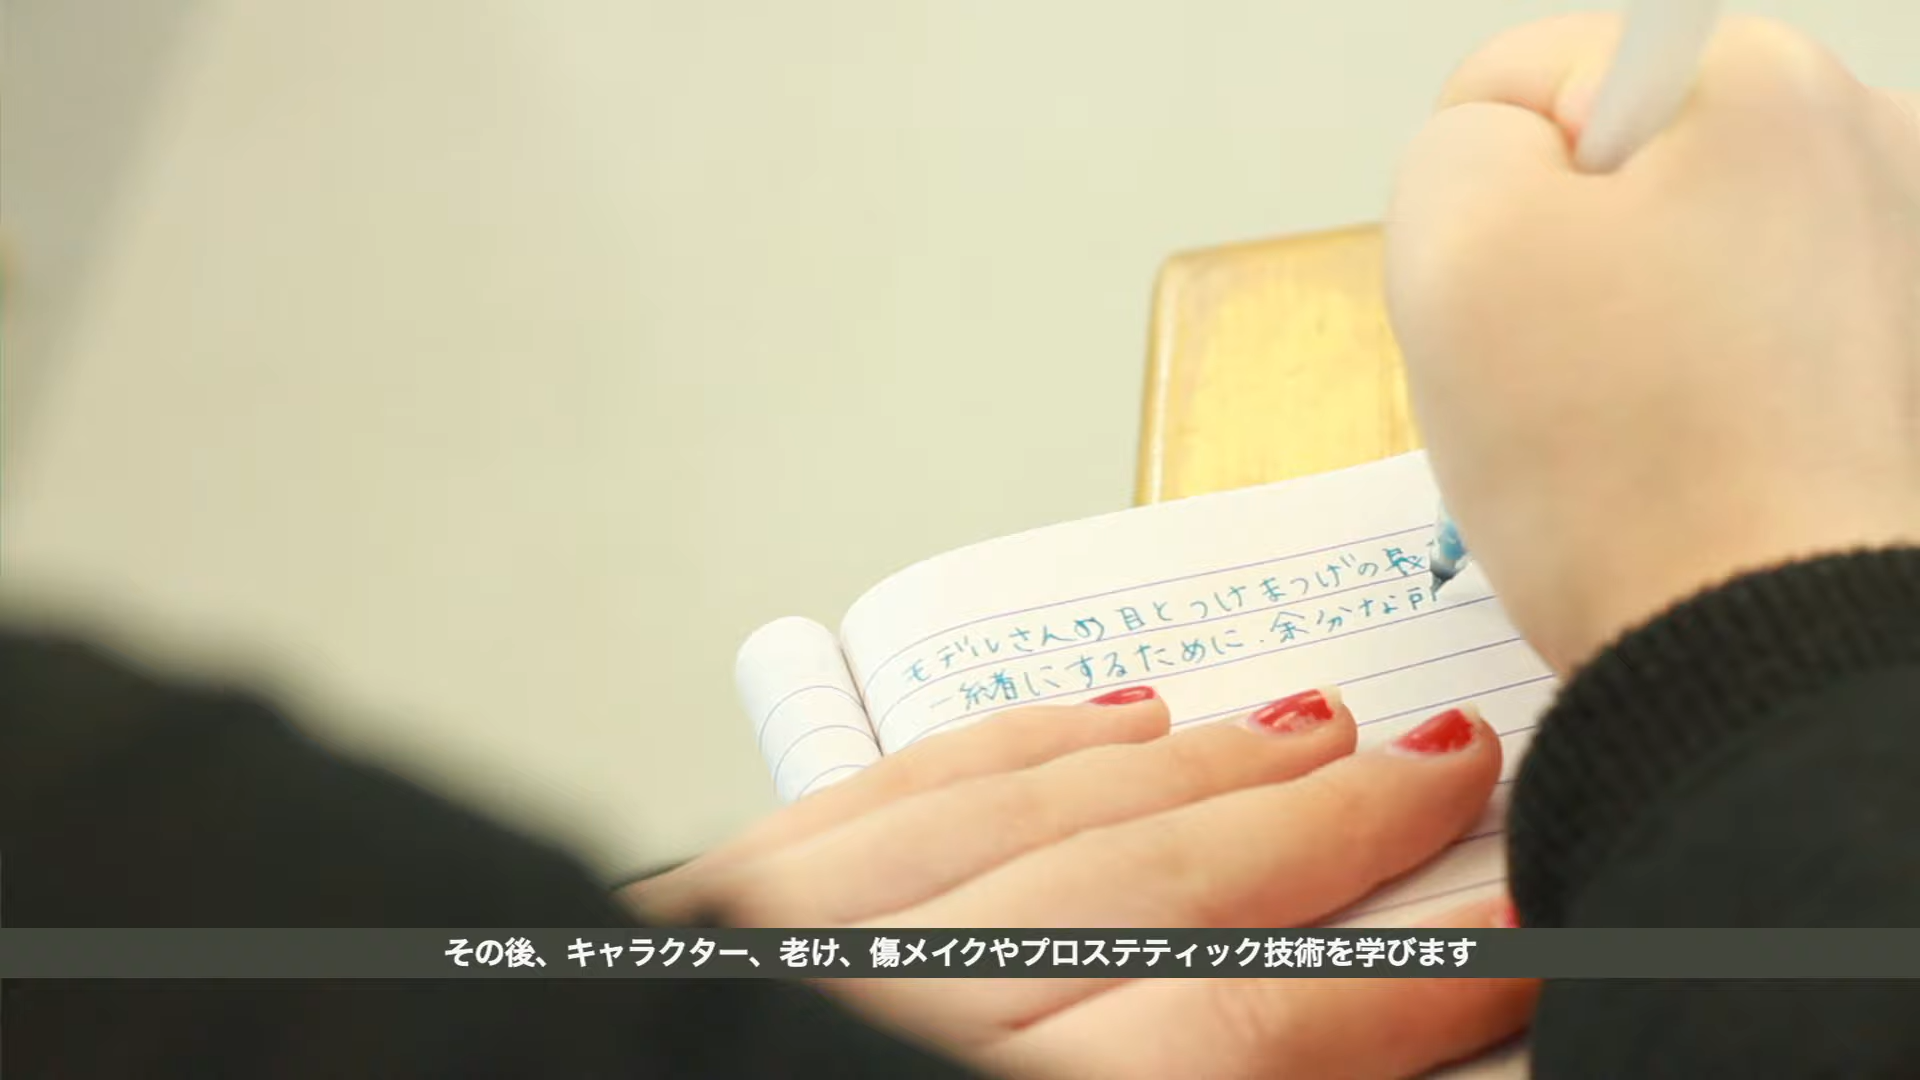 モデルさんの目とつけまつげの長
一緒にするために.余分な所
その後、キャラクター、老け、傷メイクやプロステティック技術を学びます